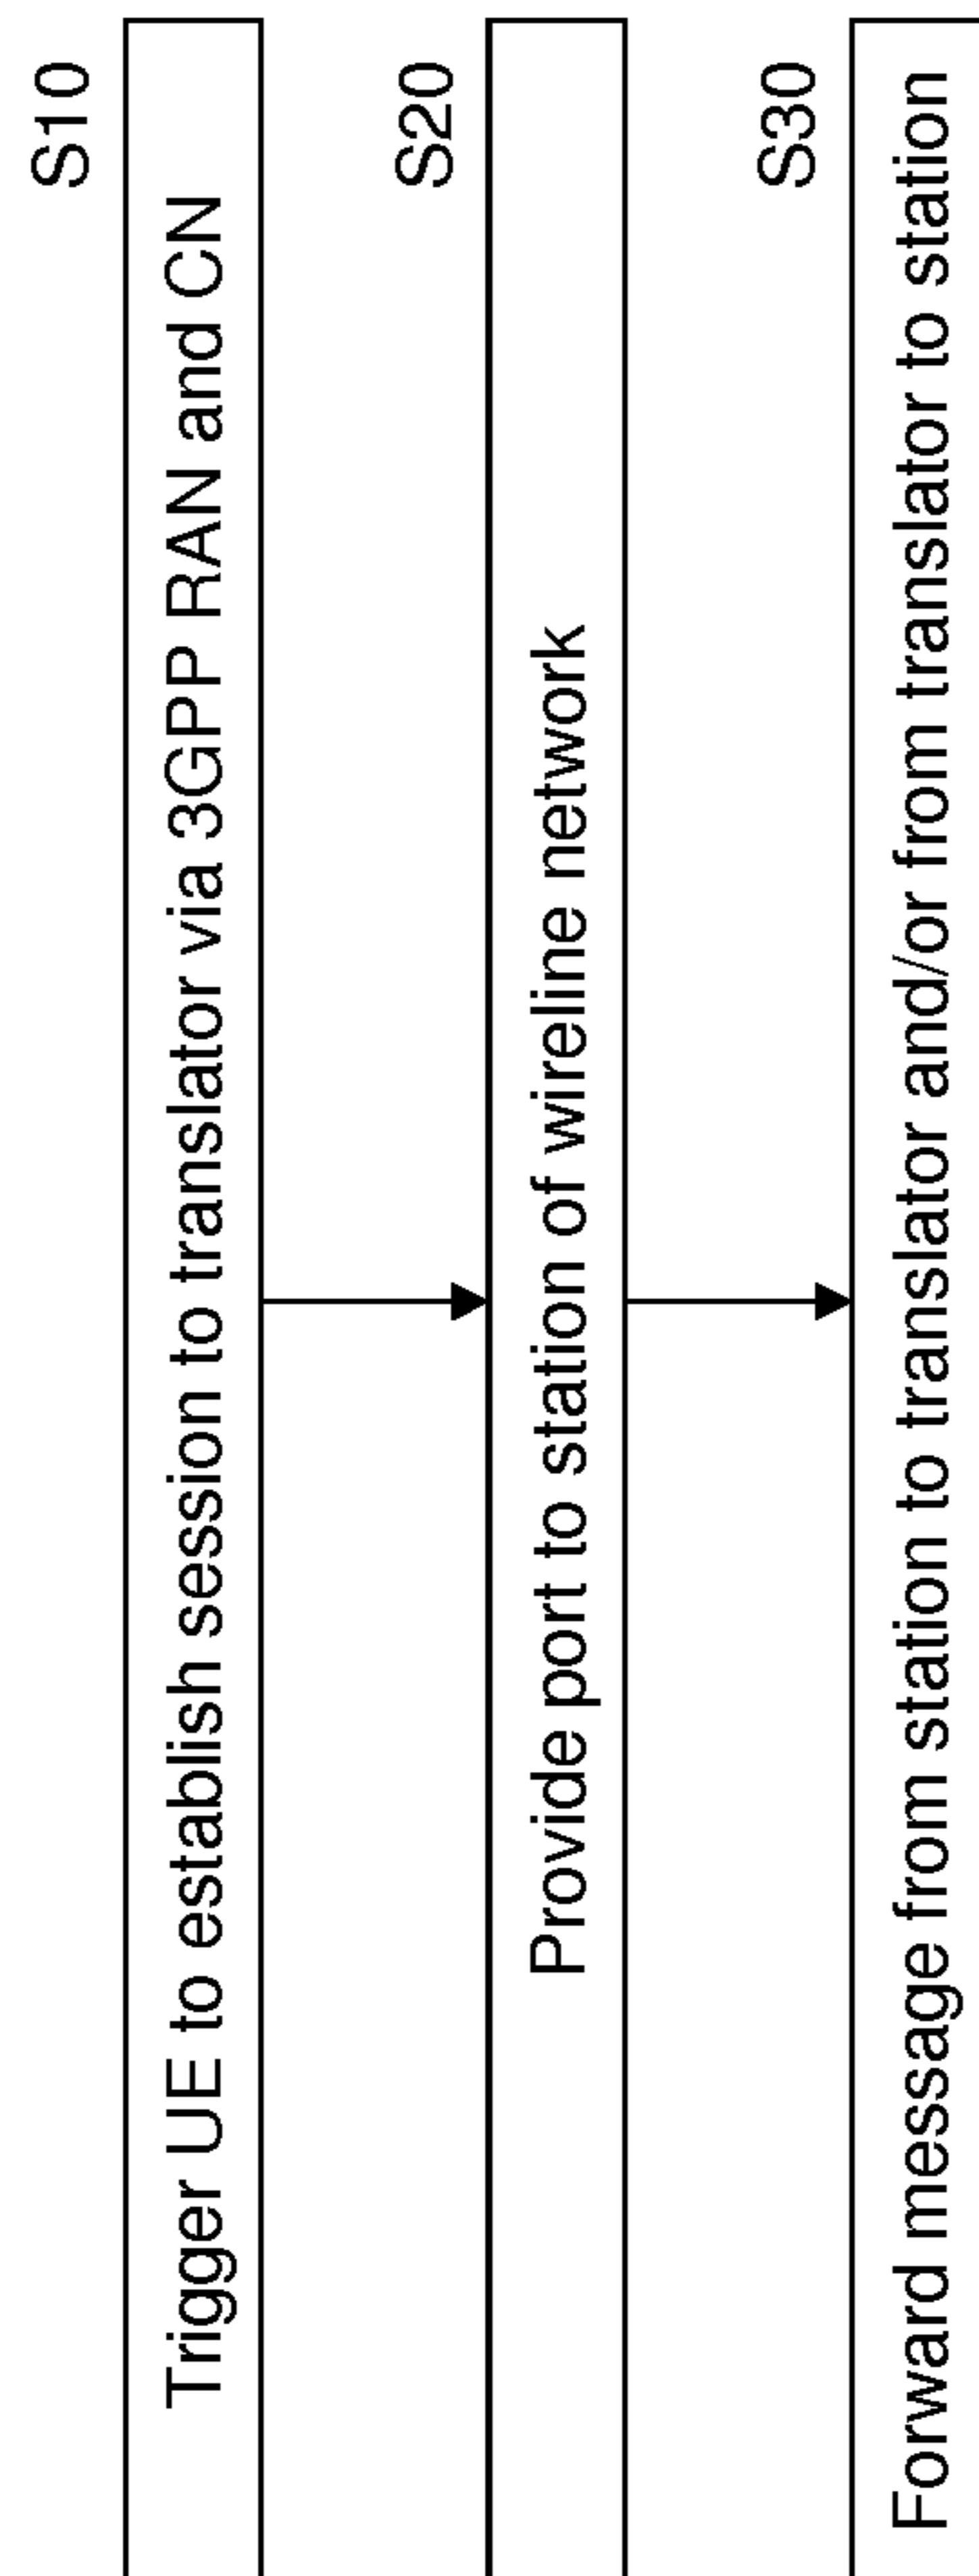 S10
Trigger UE to establish session to translator via 3GPP RAN and CN
S20
Provide port to station of wireline network
S30
Forward message from station to translator and/or from translator to station